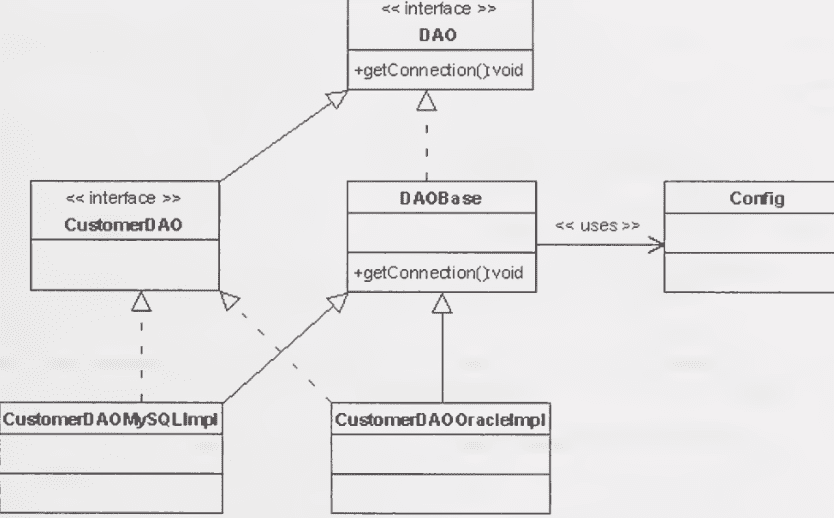 << interface >>
DAO
+getConnection():void
<< interface >>
CustomerDAO
DAOBase
+getConnection():void
<< uses >>
Config
CustomerDAOMySQLImpl
CustomerDAOOracleImpl